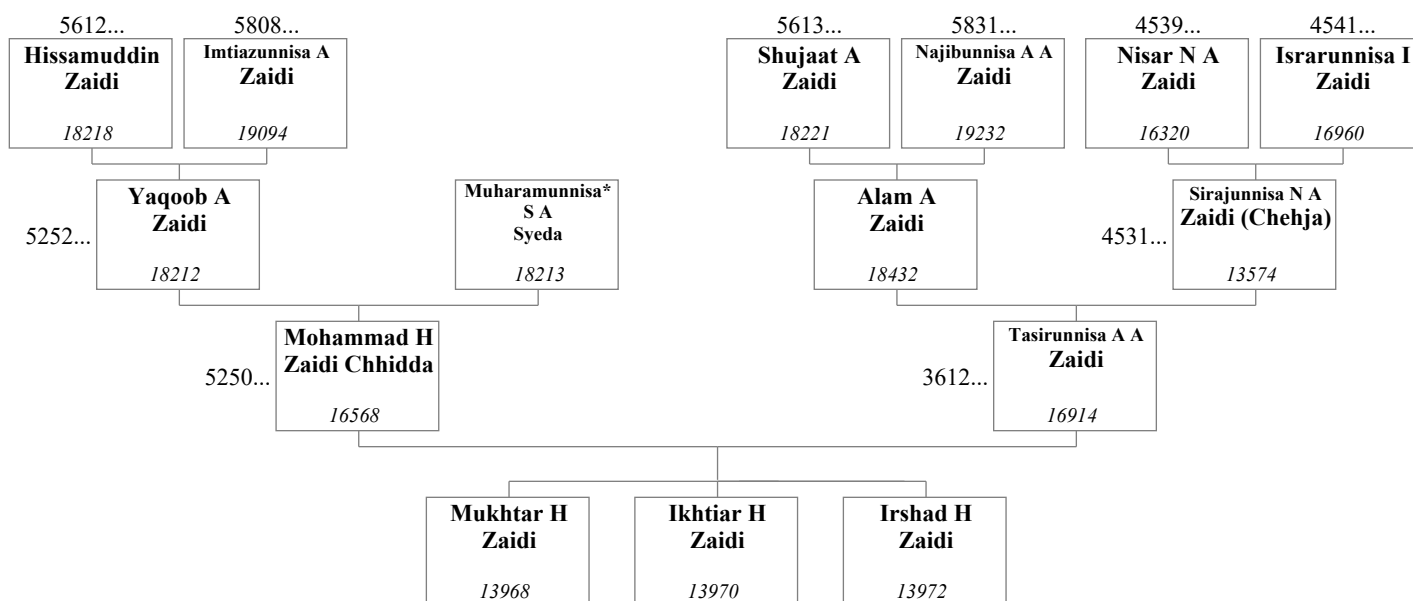 5612...
5808...
5613...
5831...
4539...
4541...
Hissamuddin
Zaidi
18218
Imtiazunnisa A
Zaidi
19094
Shujaat A
Zaidi
18221
Najibunnisa A A
Zaidi
19232
Nisar N A
Zaidi
16320
Israrunnisa I
Zaidi
16960
5252...
Yaqoob A
Zaidi
18212
Muharamunnisa*
S A
Syeda
18213
Alam A
Zaidi
18432
4531...
Sirajunnisa N A
Zaidi (Chehja)
13574
5250...
Mohammad H
Zaidi Chhidda
16568
3612...
Tasirunnisa A A
Zaidi
16914
Mukhtar H
Zaidi
13968
Ikhtiar H
Zaidi
13970
Irshad H
Zaidi
13972